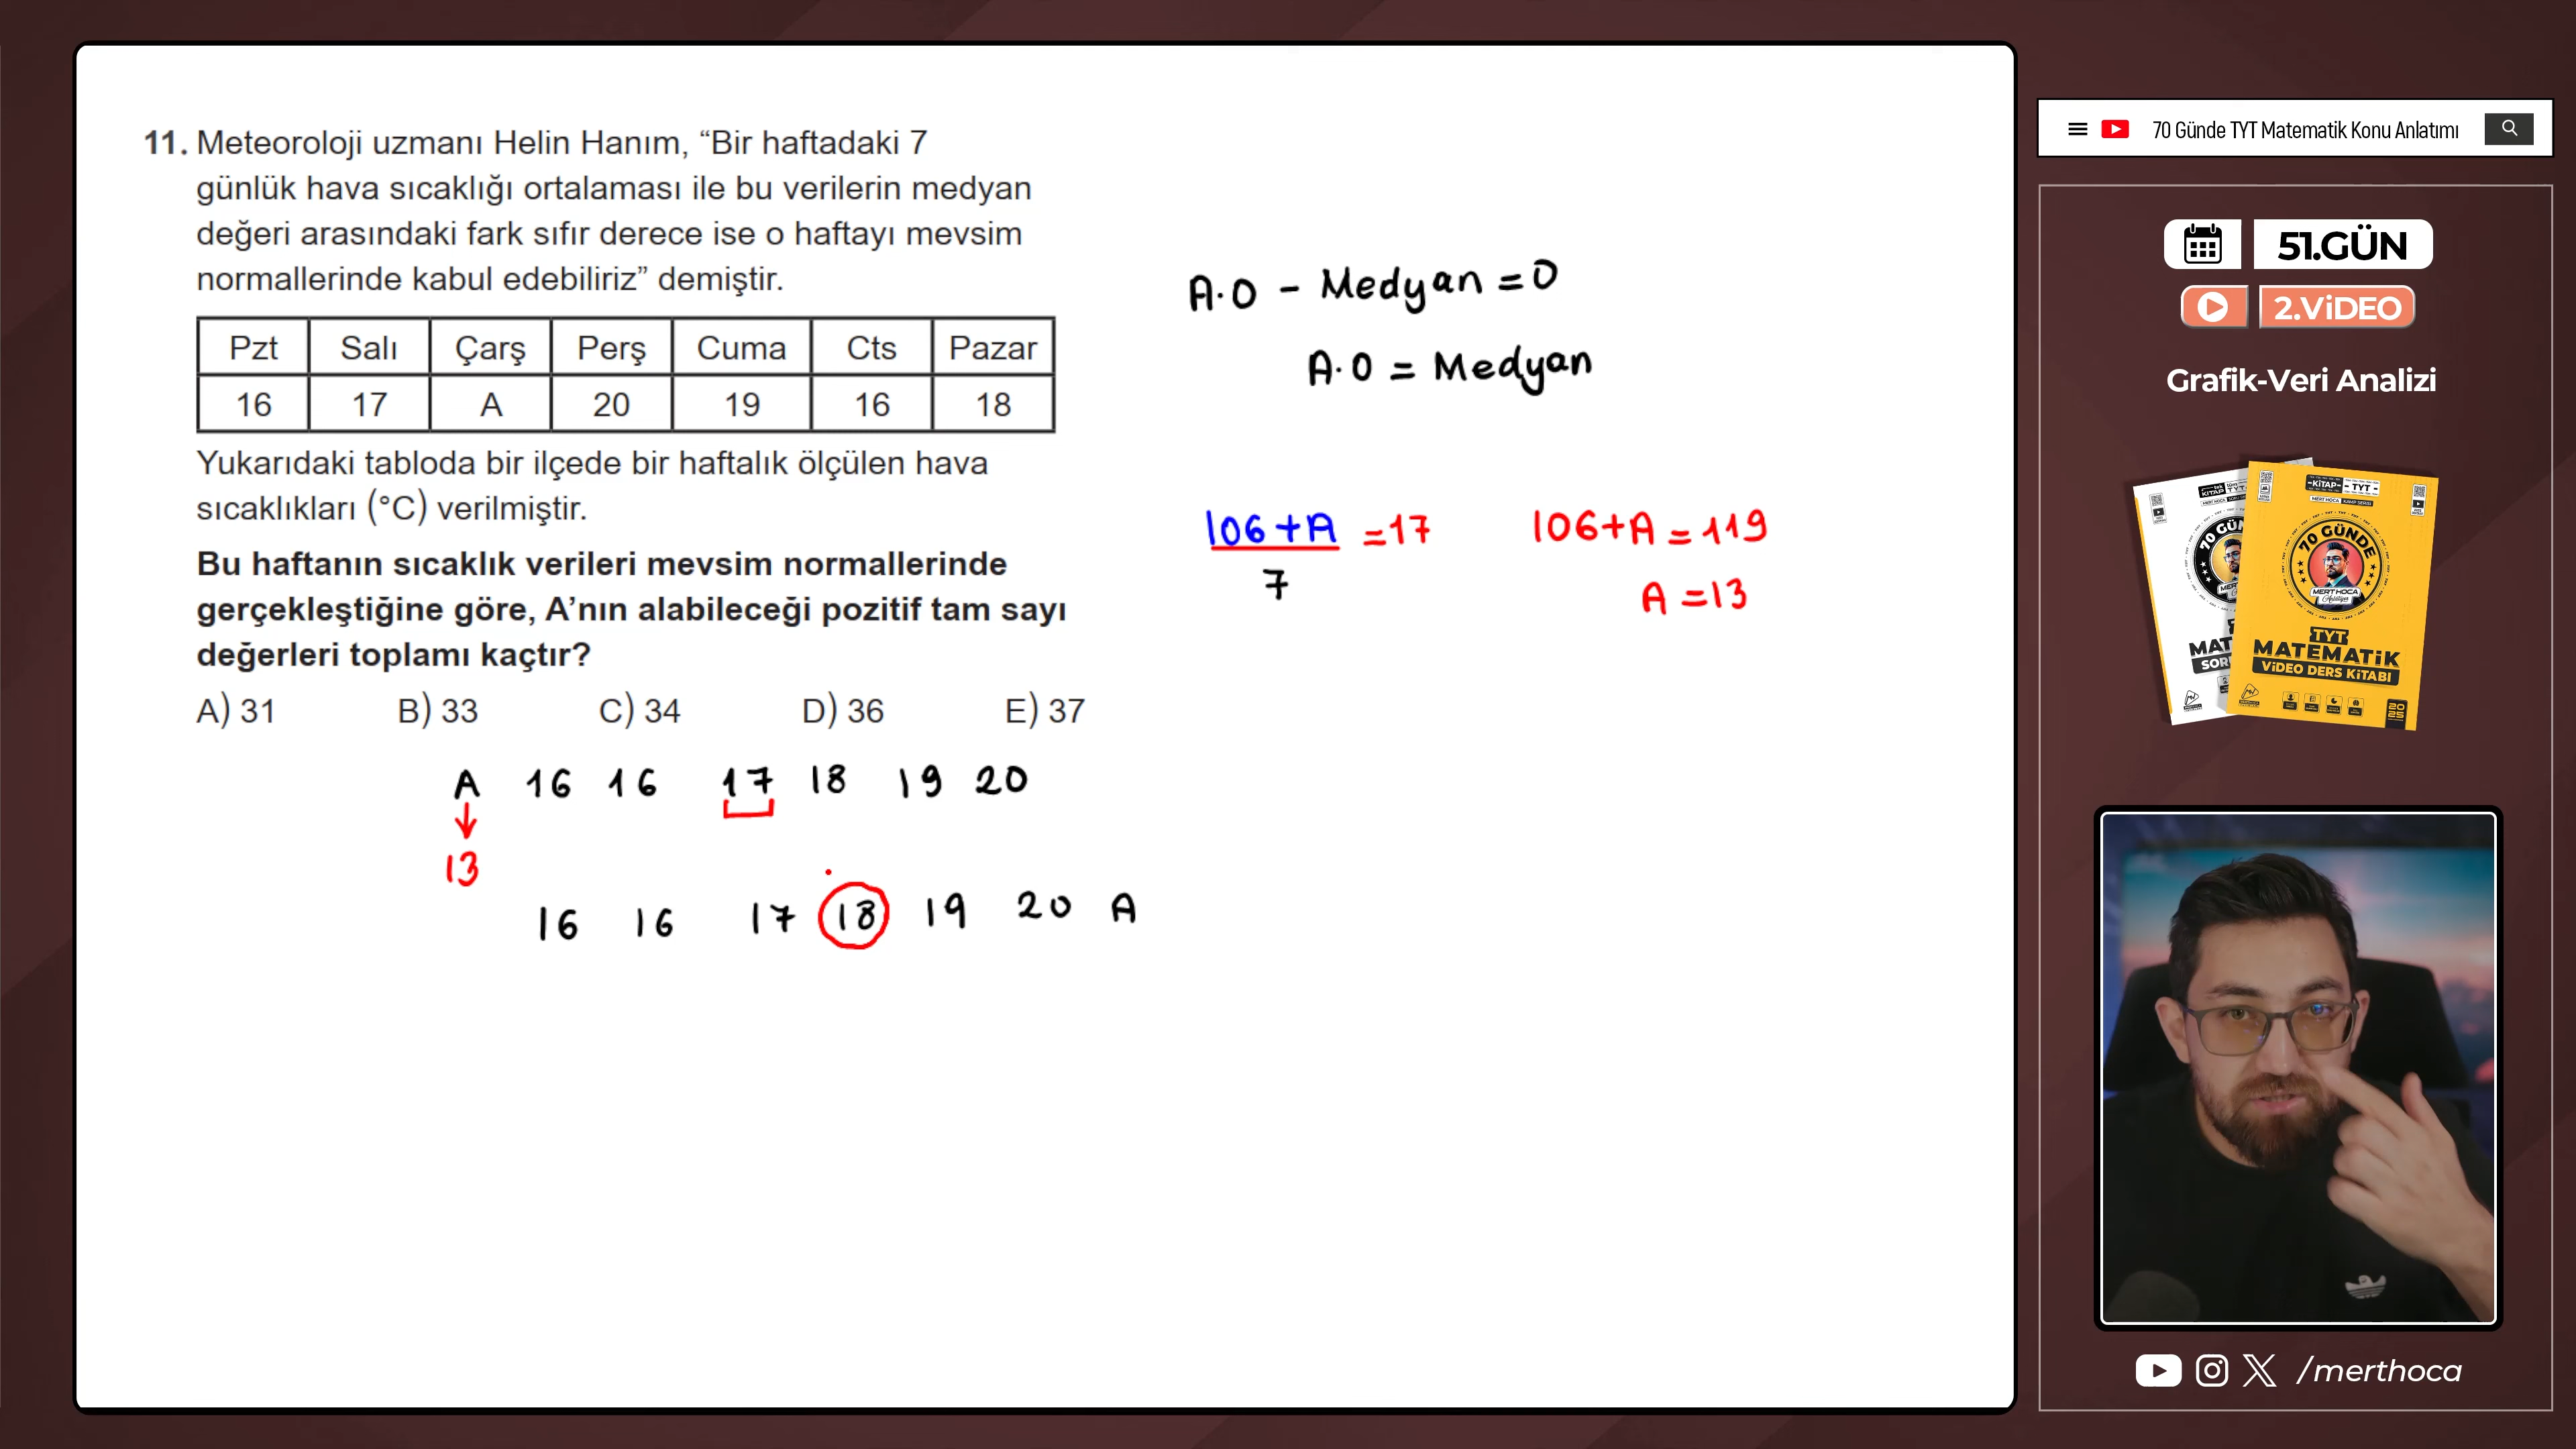 11. Meteoroloji uzmanı Helin Hanım, “Bir haftadaki 7
günlük hava sıcaklığı ortalaması ile bu verilerin medyan
değeri arasındaki fark sıfır derece ise o haftayı mevsim
normallerinde kabul edebiliriz” demiştir.
Pzt Salı Çarş Perş Cuma Cts Pazar
16 17 A 20 19 16 18
Yukarıdaki tabloda bir ilçede bir haftalık ölçülen hava
sıcaklıkları (°C) verilmiştir.
Bu haftanın sıcaklık verileri mevsim normallerinde
gerçekleştiğine göre, A’nın alabileceği pozitif tam sayı
değerleri toplamı kaçtır?
A) 31 B) 33 C) 34 D) 36 E) 37
A 16 16 17 18 19 20
13
16 16 17 18 19 20 A
A.O - Medyan = 0
A.O = Medyan
106+A = 17
7
106+A = 119
A = 13
70 Günde TYT Matematik Konu Anlatımı
51.GÜN
2.ViDEO
Grafik-Veri Analizi
KiTAP TYT
70 GÜNDE
MERT HOCA
TYT
MATEMATiK
ViDEO DERS KiTABI
2025
/merthoca